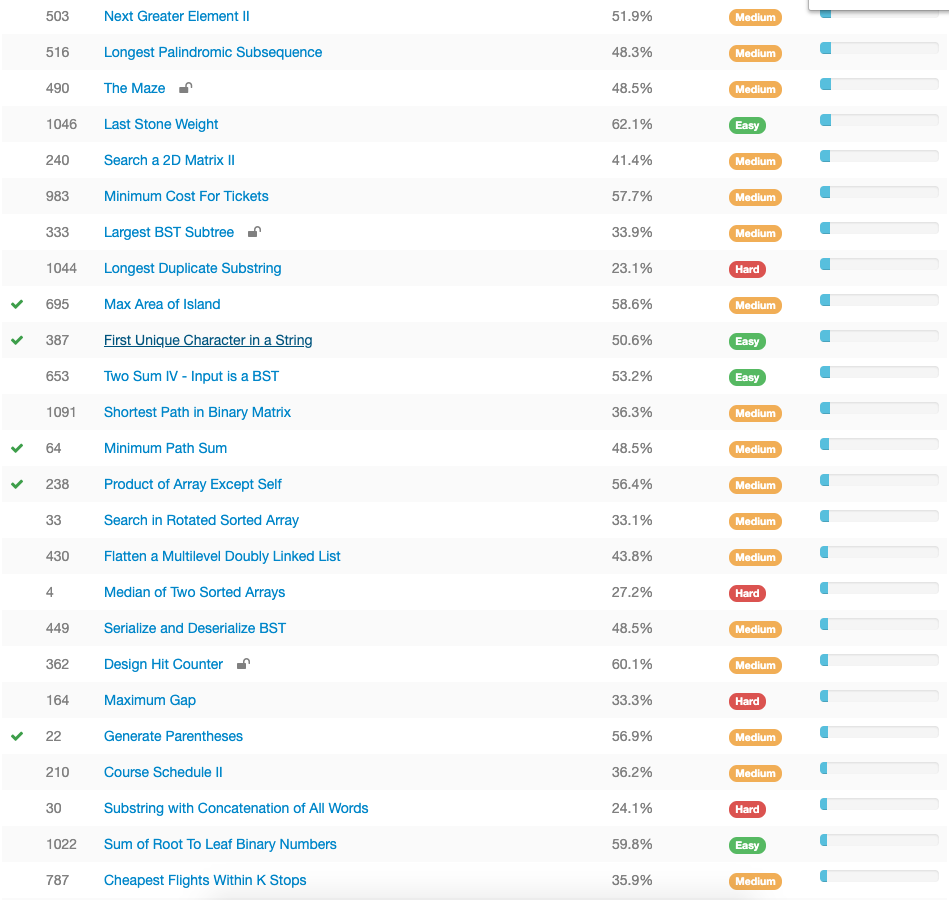 503 Next Greater Element II 51.9% Medium
516 Longest Palindromic Subsequence 48.3% Medium
490 The Maze 48.5% Medium
1046 Last Stone Weight 62.1% Easy
240 Search a 2D Matrix II 41.4% Medium
983 Minimum Cost For Tickets 57.7% Medium
333 Largest BST Subtree 33.9% Medium
1044 Longest Duplicate Substring 23.1% Hard
695 Max Area of Island 58.6% Medium
387 First Unique Character in a String 50.6% Easy
653 Two Sum IV - Input is a BST 53.2% Easy
1091 Shortest Path in Binary Matrix 36.3% Medium
64 Minimum Path Sum 48.5% Medium
238 Product of Array Except Self 56.4% Medium
33 Search in Rotated Sorted Array 33.1% Medium
430 Flatten a Multilevel Doubly Linked List 43.8% Medium
4 Median of Two Sorted Arrays 27.2% Hard
449 Serialize and Deserialize BST 48.5% Medium
362 Design Hit Counter 60.1% Medium
164 Maximum Gap 33.3% Hard
22 Generate Parentheses 56.9% Medium
210 Course Schedule II 36.2% Medium
30 Substring with Concatenation of All Words 24.1% Hard
1022 Sum of Root To Leaf Binary Numbers 59.8% Easy
787 Cheapest Flights Within K Stops 35.9% Medium